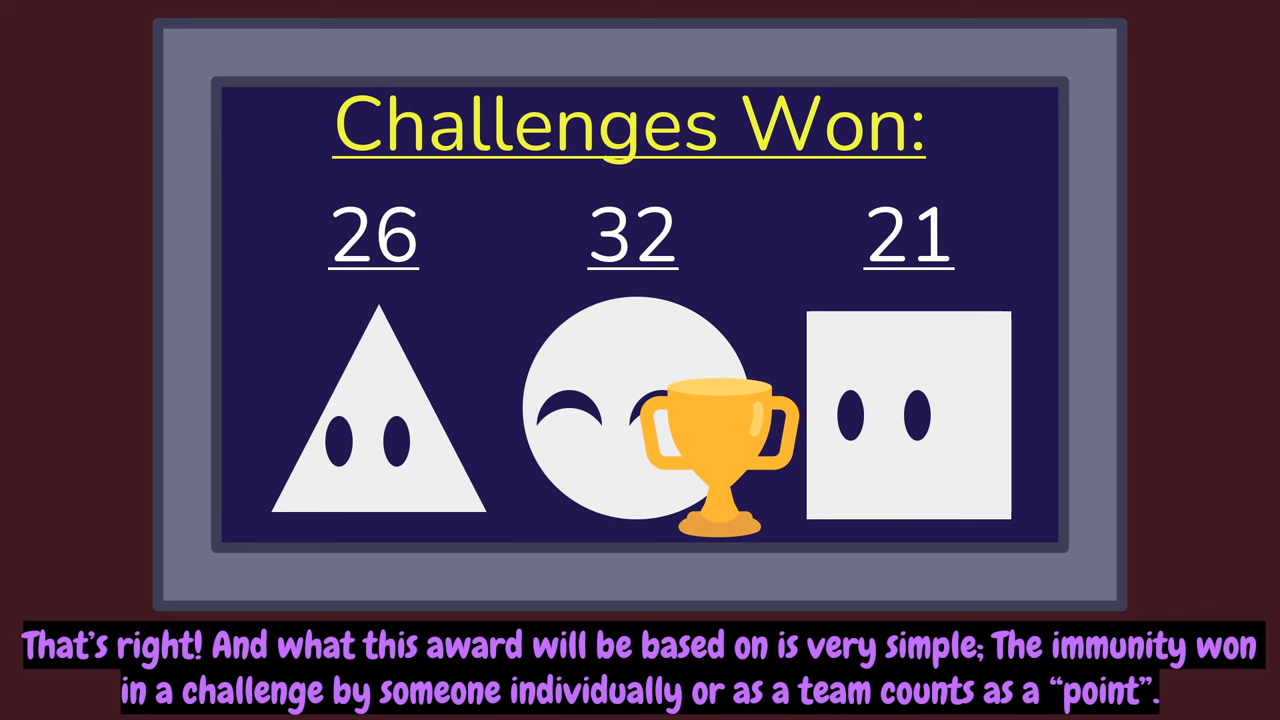 Challenges Won:
26 32 21
That's right! And what this award will be based on is very simple; The immunity won
in a challenge by someone individually or as a team counts as a “point”.